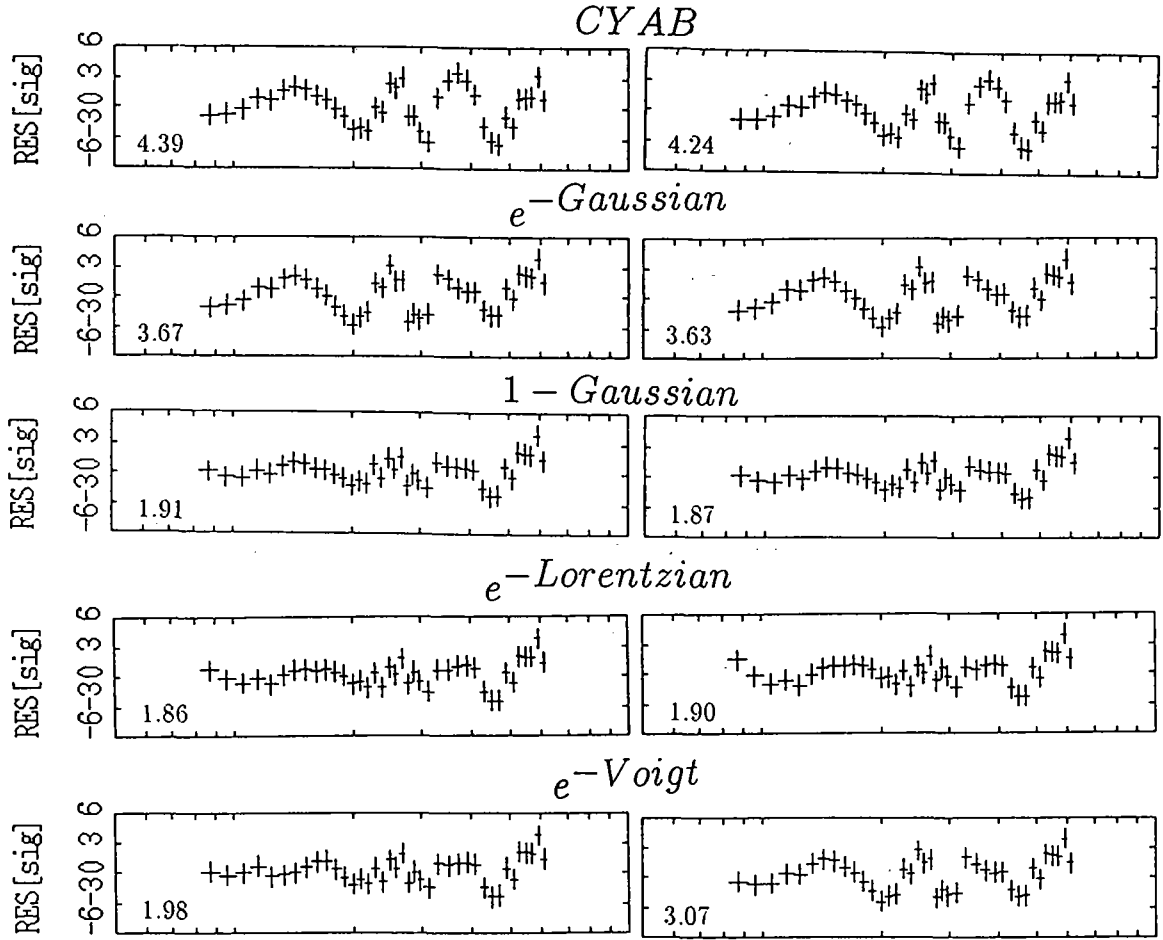 CYAB
RES[sig]
-6 -3 0 3 6
4.39
4.24
e^-Gaussian
RES[sig]
-6 -3 0 3 6
3.67
3.63
1 - Gaussian
RES[sig]
-6 -3 0 3 6
1.91
1.87
e^-Lorentzian
RES[sig]
-6 -3 0 3 6
1.86
1.90
e^-Voigt
RES[sig]
-6 -3 0 3 6
1.98
3.07